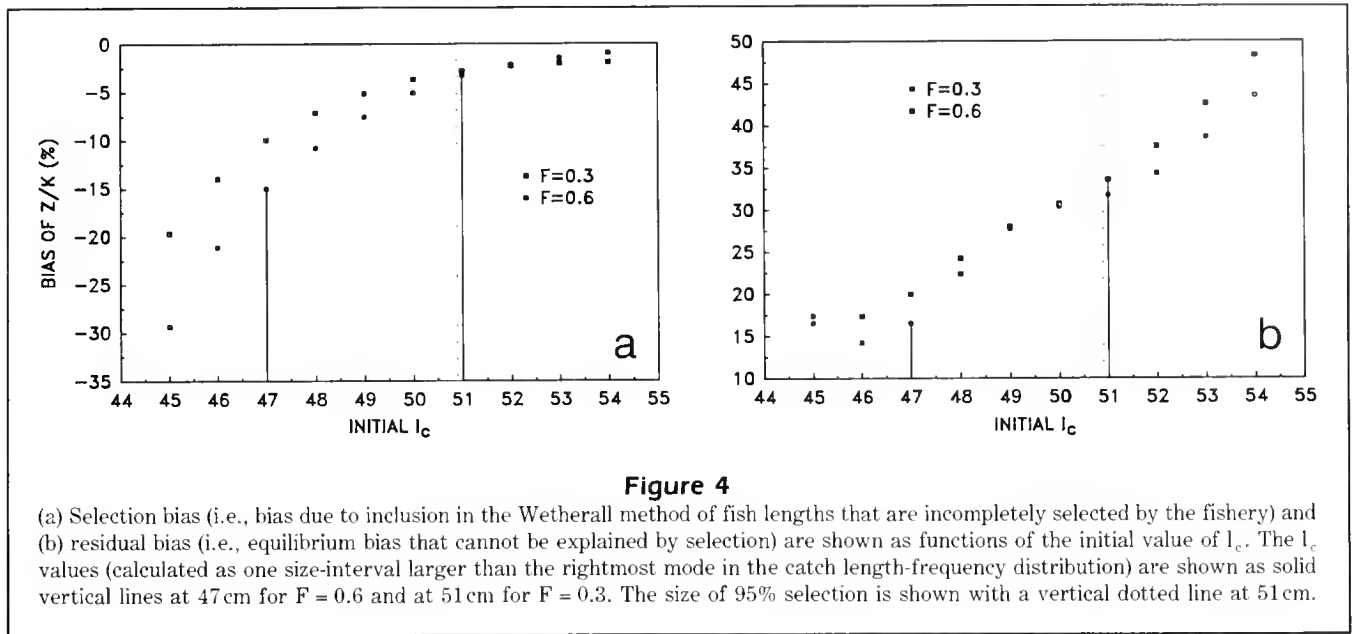 0
−5
−10
−15
−20
−25
−30
−35
BIAS OF Z/K (%)
F=0.3
F=0.6
a
44 45 46 47 48 49 50 51 52 53 54 55
INITIAL l_c
50
45
40
35
30
25
20
15
10
F=0.3
F=0.6
b
44 45 46 47 48 49 50 51 52 53 54 55
INITIAL l_c
Figure 4
(a) Selection bias (i.e., bias due to inclusion in the Wetherall method of fish lengths that are incompletely selected by the fishery) and
(b) residual bias (i.e., equilibrium bias that cannot be explained by selection) are shown as functions of the initial value of l_c. The l_c
values (calculated as one size-interval larger than the rightmost mode in the catch length-frequency distribution) are shown as solid
vertical lines at 47cm for F = 0.6 and at 51cm for F = 0.3. The size of 95% selection is shown with a vertical dotted line at 51cm.